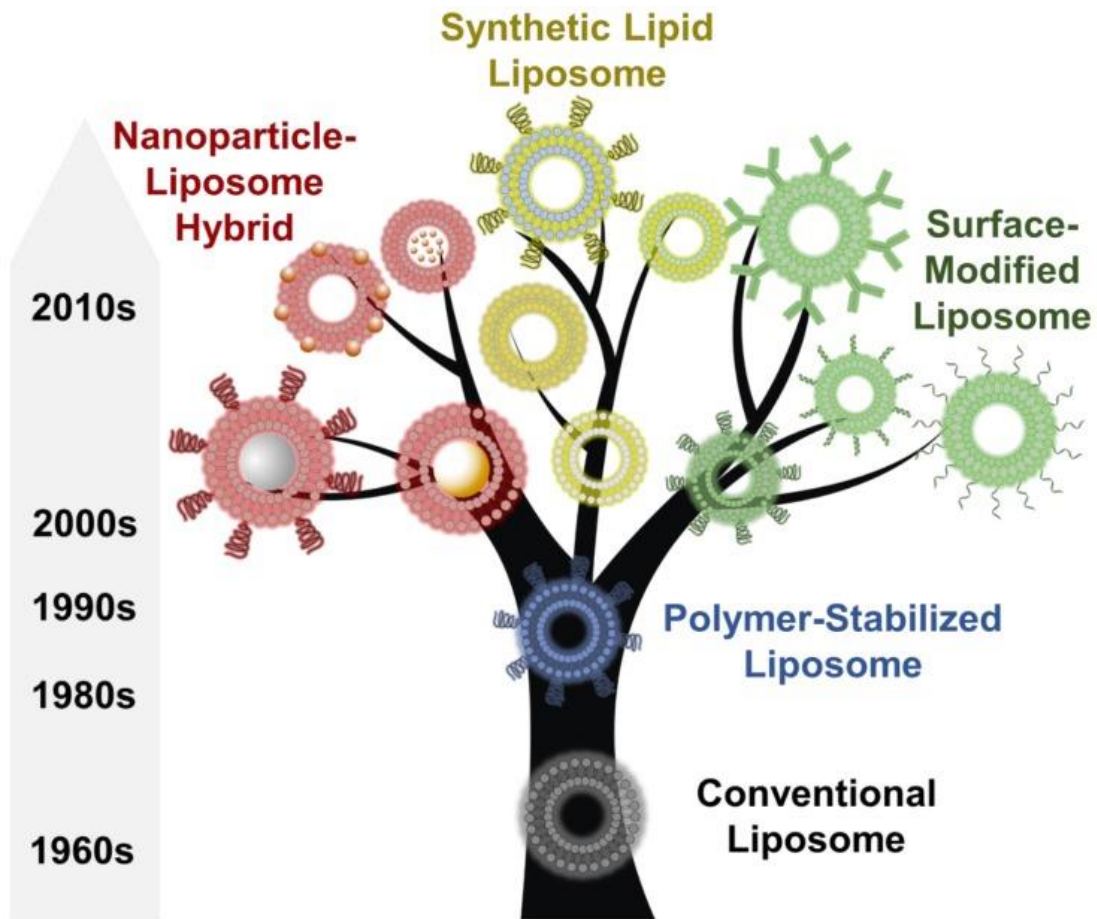 Synthetic Lipid
Liposome
Nanoparticle-
Liposome
Hybrid
Surface-
Modified
Liposome
2010s
2000s
1990s
Polymer-Stabilized
Liposome
1980s
Conventional
Liposome
1960s